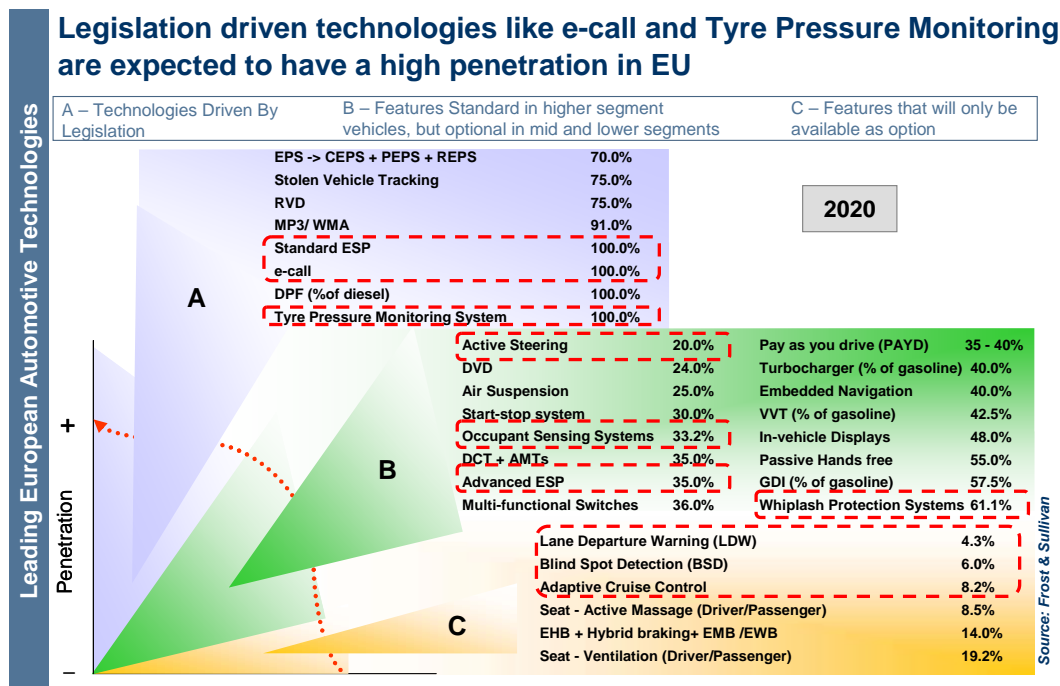 Legislation driven technologies like e-call and Tyre Pressure Monitoring
are expected to have a high penetration in EU
Leading European Automotive Technologies
A – Technologies Driven By
Legislation
B – Features Standard in higher segment
vehicles, but optional in mid and lower segments
C – Features that will only be
available as option
2020
EPS -> CEPS + PEPS + REPS 70.0%
Stolen Vehicle Tracking 75.0%
RVD 75.0%
MP3/ WMA 91.0%
Standard ESP 100.0%
e-call 100.0%
DPF (%of diesel) 100.0%
Tyre Pressure Monitoring System 100.0%
A
Active Steering 20.0%
DVD 24.0%
Air Suspension 25.0%
Start-stop system 30.0%
Occupant Sensing Systems 33.2%
DCT + AMTs 35.0%
Advanced ESP 35.0%
Multi-functional Switches 36.0%
Pay as you drive (PAYD) 35 - 40%
Turbocharger (% of gasoline) 40.0%
Embedded Navigation 40.0%
VVT (% of gasoline) 42.5%
In-vehicle Displays 48.0%
Passive Hands free 55.0%
GDI (% of gasoline) 57.5%
Whiplash Protection Systems 61.1%
B
Lane Departure Warning (LDW) 4.3%
Blind Spot Detection (BSD) 6.0%
Adaptive Cruise Control 8.2%
Seat - Active Massage (Driver/Passenger) 8.5%
EHB + Hybrid braking+ EMB /EWB 14.0%
Seat - Ventilation (Driver/Passenger) 19.2%
C
+
Penetration
–
Source: Frost & Sullivan